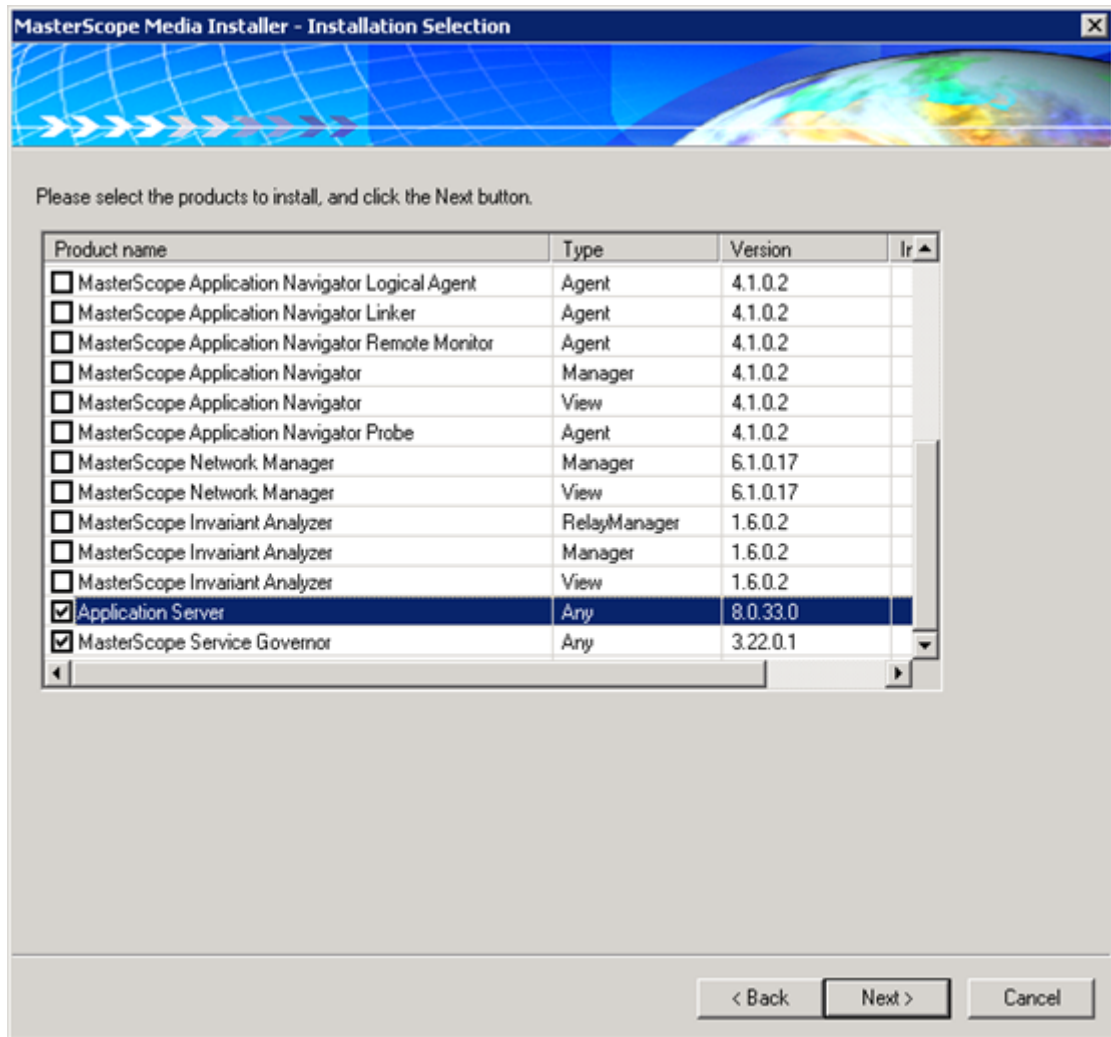 MasterScope Media Installer - Installation Selection
Please select the products to install, and click the Next button.
Product name Type Version
MasterScope Application Navigator Logical Agent Agent 4.1.0.2
MasterScope Application Navigator Linker Agent 4.1.0.2
MasterScope Application Navigator Remote Monitor Agent 4.1.0.2
MasterScope Application Navigator Manager 4.1.0.2
MasterScope Application Navigator View 4.1.0.2
MasterScope Application Navigator Probe Agent 4.1.0.2
MasterScope Network Manager Manager 6.1.0.17
MasterScope Network Manager View 6.1.0.17
MasterScope Invariant Analyzer RelayManager 1.6.0.2
MasterScope Invariant Analyzer Manager 1.6.0.2
MasterScope Invariant Analyzer View 1.6.0.2
Application Server Any 8.0.33.0
MasterScope Service Governor Any 3.22.0.1
< Back Next > Cancel